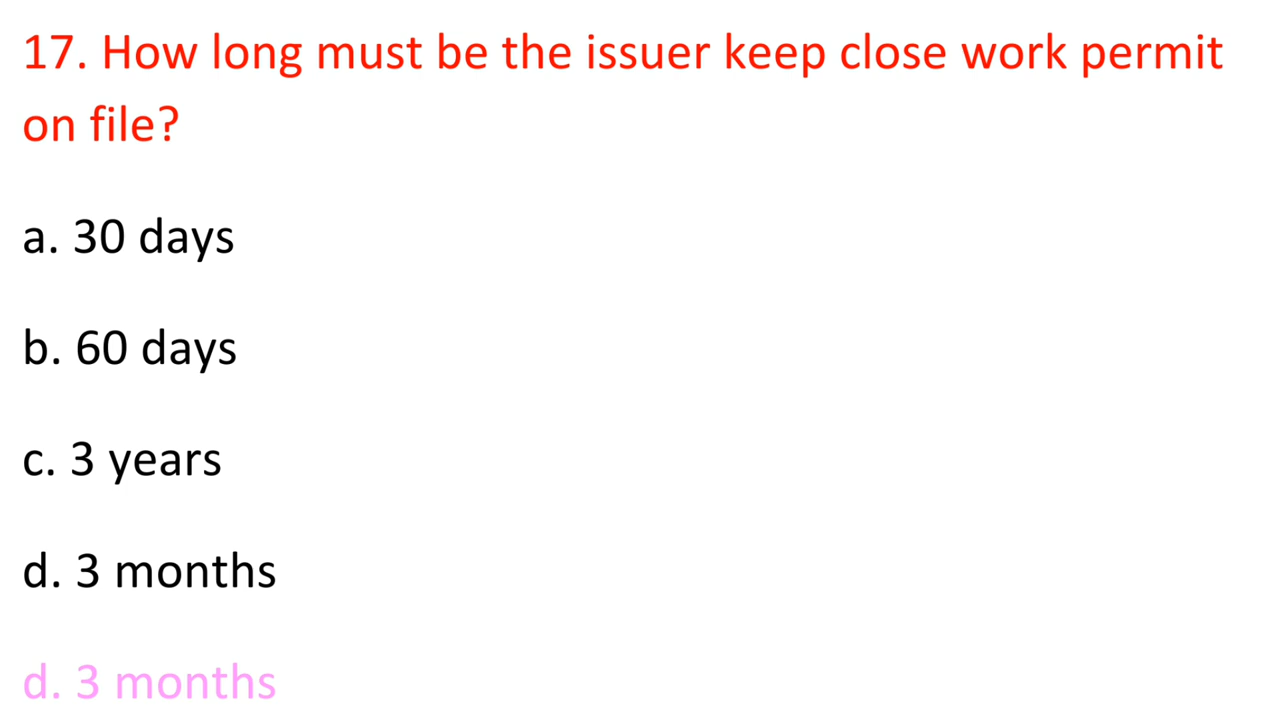 17. How long must be the issuer keep close work permit
on file?
a. 30 days
b. 60 days
c. 3 years
d. 3 months
d. 3 months